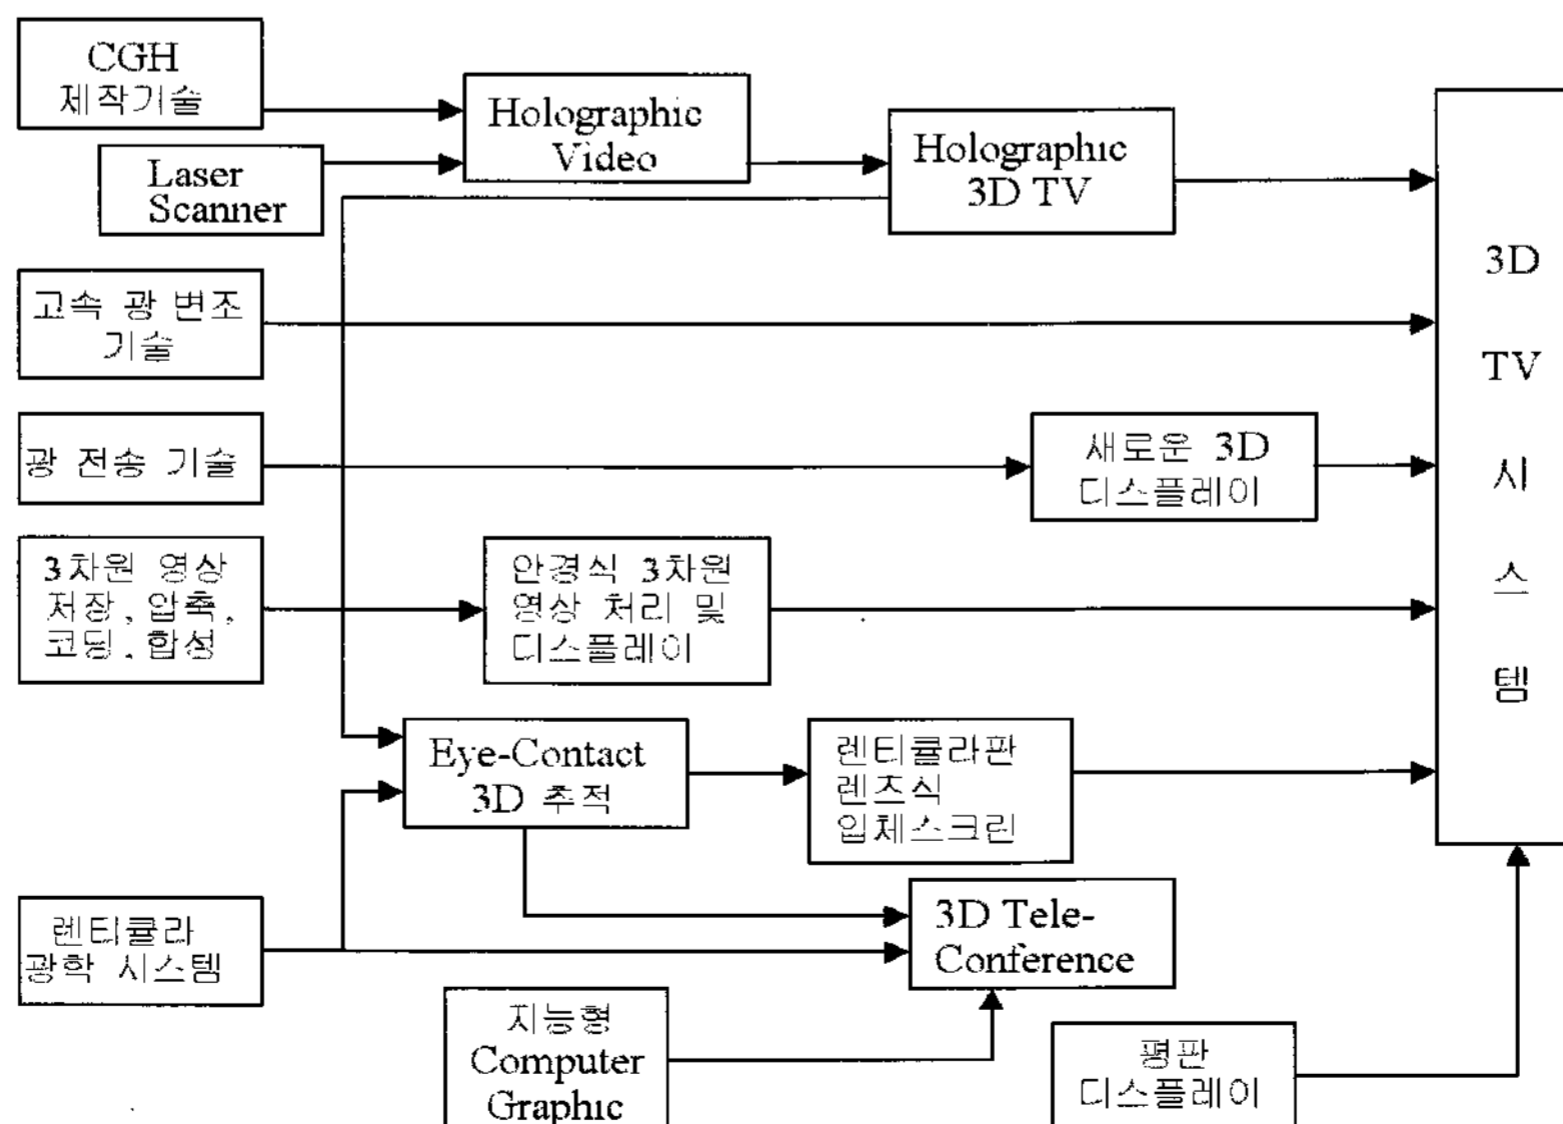 CGH
제작기술
Laser
Scanner
Holographic
Video
Holographic
3D TV
고속 광 변조
기술
광 전송 기술
새로운 3D
디스플레이
3차원 영상
저장, 압축,
코딩, 합성
안경식 3차원
영상 처리 및
디스플레이
Eye-Contact
3D 추적
렌티큘라판
렌즈식
입체스크린
렌티큘라
광학 시스템
3D Tele-
Conference
지능형
Computer
Graphic
평판
디스플레이
3D
TV
시
스
템